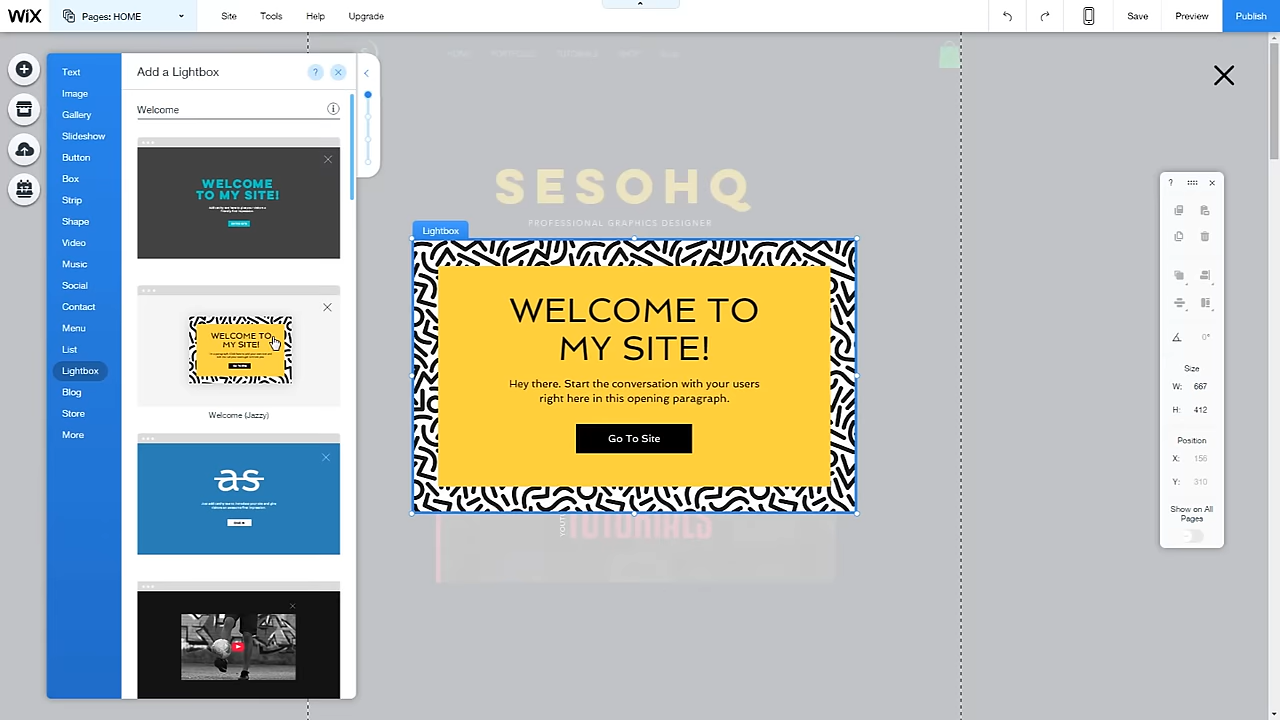 WiX
Pages: HOME
Site
Tools
Help
Upgrade
Save
Preview
Publish
Text
Image
Gallery
Slideshow
Button
Box
Strip
Shape
Video
Music
Social
Contact
Menu
List
Lightbox
Blog
Store
More
Add a Lightbox
?
Welcome
WELCOME
TO MY SITE!
WELCOME TO
MY SITE!
Welcome (Jazzy)
as
SESOHQ
PROFESSIONAL GRAPHICS DESIGNER
Lightbox
WELCOME TO
MY SITE!
Hey there. Start the conversation with your users
right here in this opening paragraph.
Go To Site
TUTORIALS
?
0°
Size
W: 667
H: 412
Position
X: 156
Y: 310
Show on All
Pages